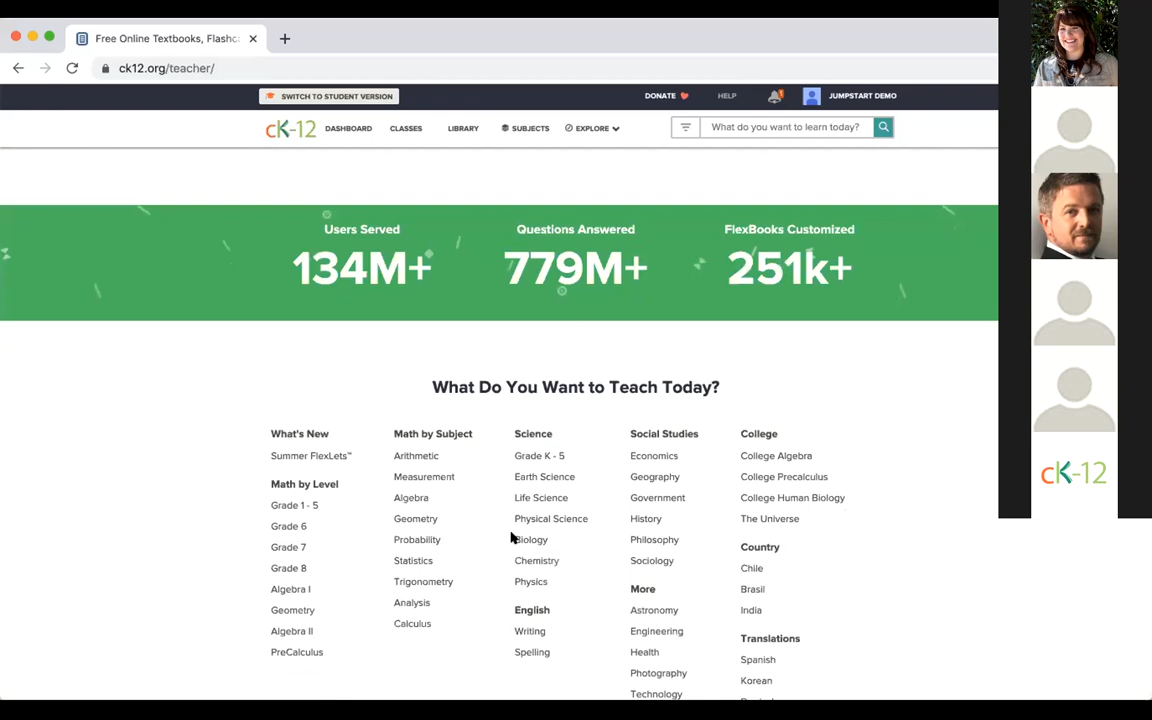 Free Online Textbooks, Flashc
ck12.org/teacher/
SWITCH TO STUDENT VERSION
DONATE
HELP
JUMPSTART DEMO
cK-12
DASHBOARD
CLASSES
LIBRARY
SUBJECTS
EXPLORE
What do you want to learn today?
Users Served
134M+
Questions Answered
779M+
FlexBooks Customized
251k+
What Do You Want to Teach Today?
What's New
Summer FlexLets™
Math by Level
Grade 1 - 5
Grade 6
Grade 7
Grade 8
Algebra I
Geometry
Algebra II
PreCalculus
Math by Subject
Arithmetic
Measurement
Algebra
Geometry
Probability
Statistics
Trigonometry
Analysis
Calculus
Science
Grade K - 5
Earth Science
Life Science
Physical Science
Biology
Chemistry
Physics
English
Writing
Spelling
Social Studies
Economics
Geography
Government
History
Philosophy
Sociology
More
Astronomy
Engineering
Health
Photography
Technology
College
College Algebra
College Precalculus
College Human Biology
The Universe
Country
Chile
Brasil
India
Translations
Spanish
Korean
cK-12